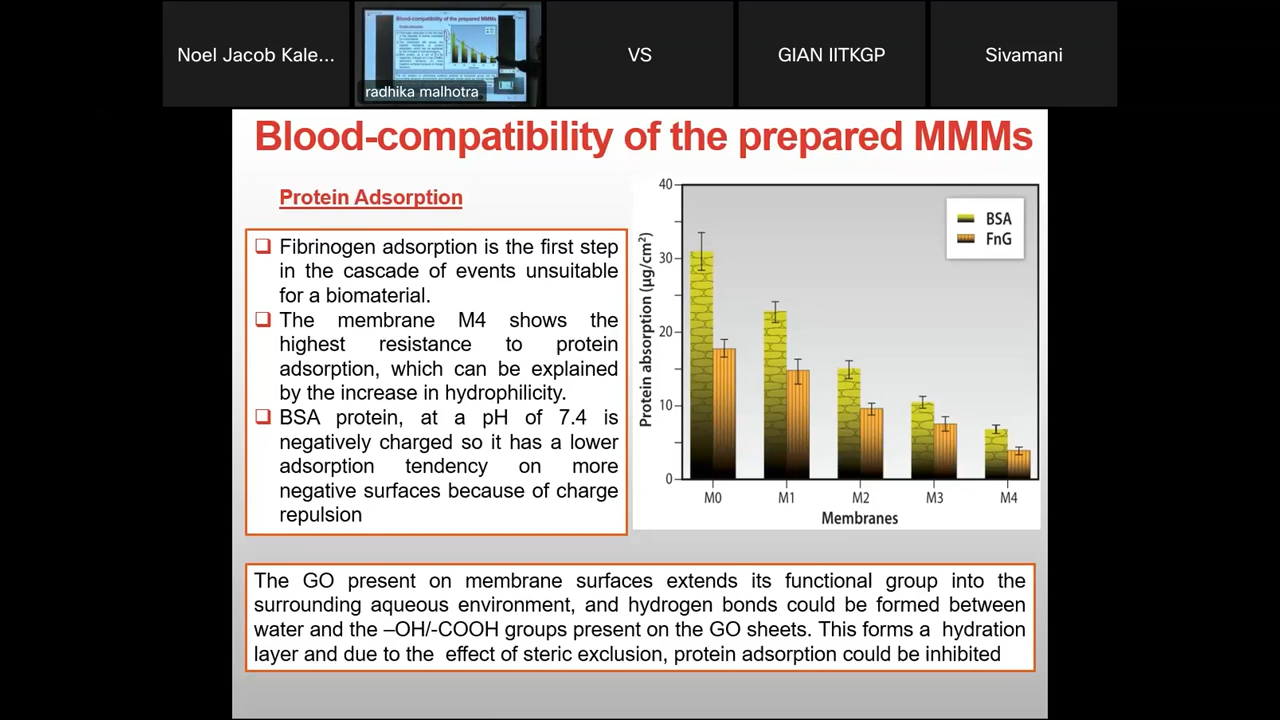 Noel Jacob Kale...
radhika malhotra
VS
GIAN IITKGP
Sivamani
Blood-compatibility of the prepared MMMs
Blood-compatibility of the prepared MMMs
Protein Adsorption
Fibrinogen adsorption is the first step
in the cascade of events unsuitable
for a biomaterial.
The membrane M4 shows the
highest resistance to protein
adsorption, which can be explained
by the increase in hydrophilicity.
BSA protein, at a pH of 7.4 is
negatively charged so it has a lower
adsorption tendency on more
negative surfaces because of charge
repulsion
Protein absorption (µg/cm²)
40
30
20
10
0
BSA
FnG
M0 M1 M2 M3 M4
Membranes
The GO present on membrane surfaces extends its functional group into the
surrounding aqueous environment, and hydrogen bonds could be formed between
water and the –OH/-COOH groups present on the GO sheets. This forms a hydration
layer and due to the effect of steric exclusion, protein adsorption could be inhibited